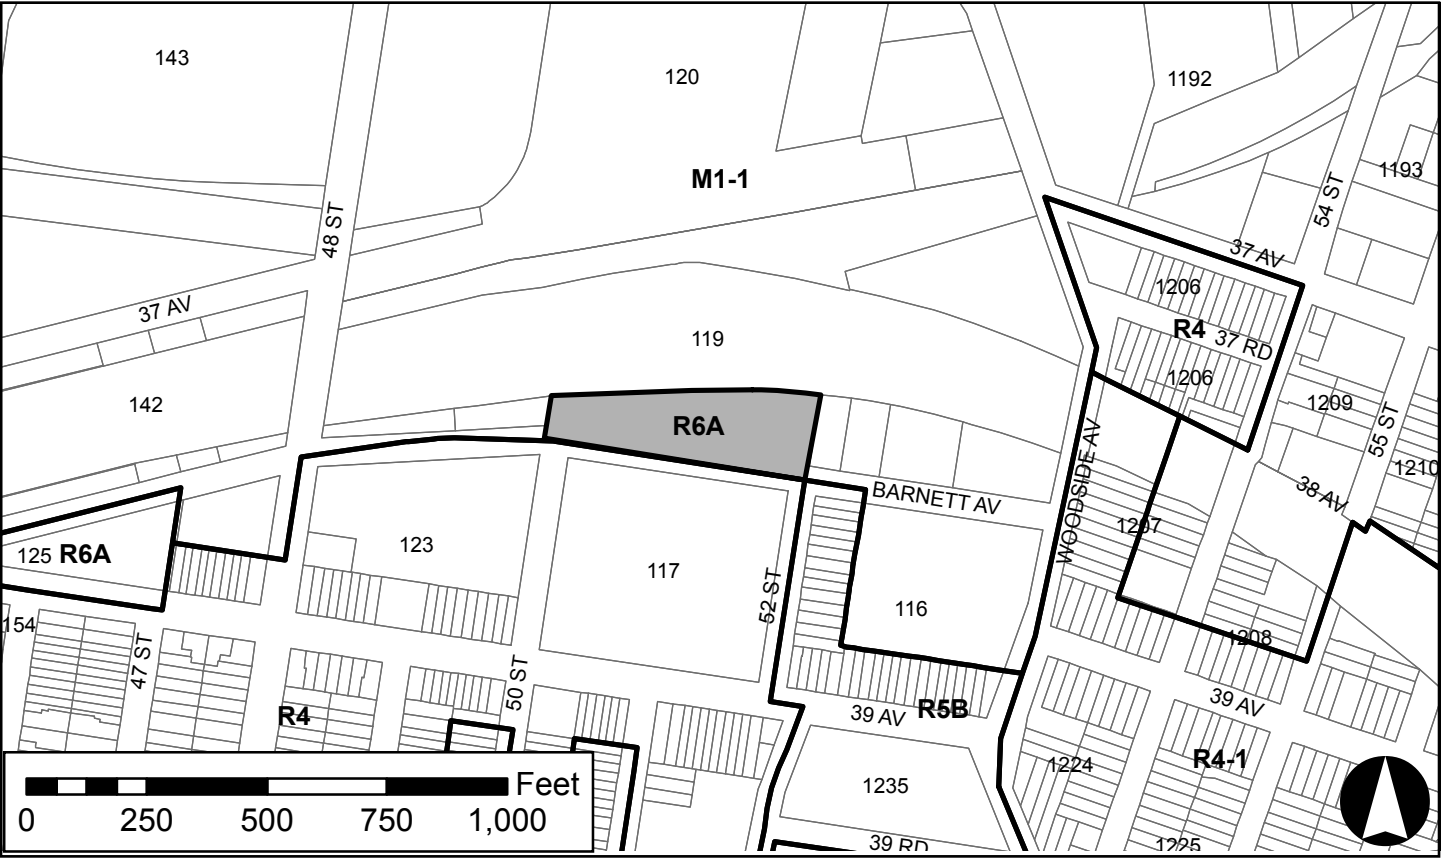 143
120
1192
1193
M1-1
54 ST
48 ST
37 AV
1206
37 AV
R4
37 RD
119
1206
142
1209
R6A
55 ST
1210
WOODSIDE AV
BARNETT AV
38 AV
1207
123
125 R6A
117
52 ST
116
154
1208
47 ST
50 ST
39 AV
R4
39 AV
R5B
R4-1
1224
1235
Feet
0 250 500 750 1,000
39 RD
1225